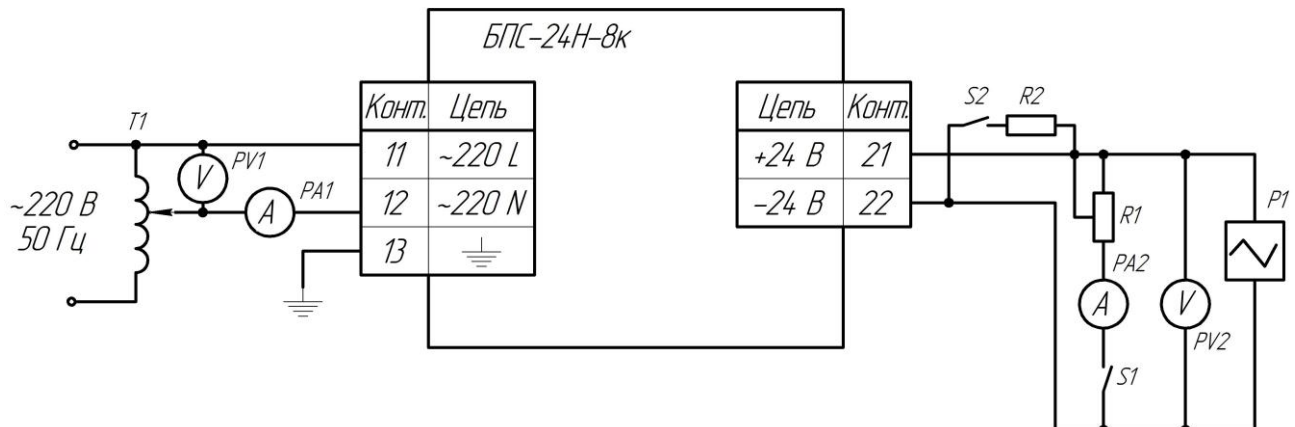 БПС-24Н-8к
Конт. Цепь
11 ~220 L
12 ~220 N
13
Цепь Конт.
+24 В 21
-24 В 22
T1
PV1
V
PA1
A
~220 В
50 Гц
S2 R2
P1
R1
PA2
A
V
PV2
S1